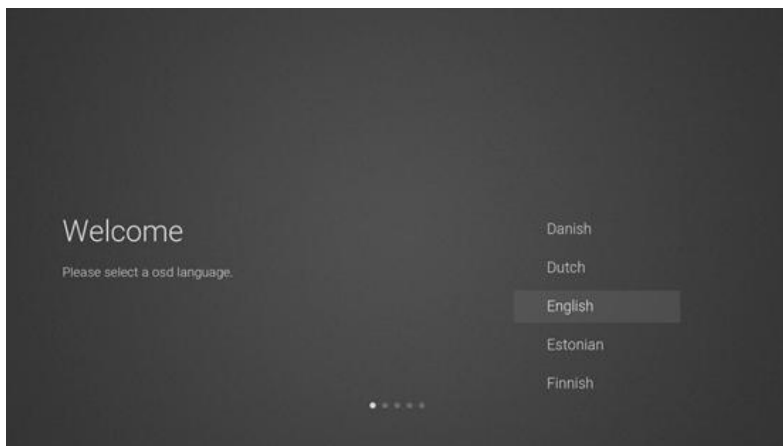 Welcome
Please select a osd language.
Danish
Dutch
English
Estonian
Finnish